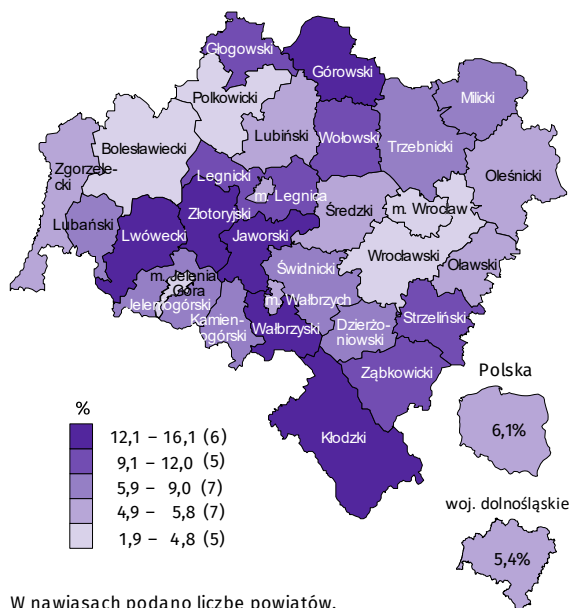 Głogowski
Górowski
Polkowicki
Milicki
Lubiński
Wołowski
Trzebnicki
Bolesławiecki
Zgorzele-
cki
Legnicki
m. Legnica
Oleśnicki
Lubański
Lwówecki
Złotoryjski
Jaworski
Średzki
m. Wrocław
Wrocławski
Oławski
m. Jelenia
Góra
Jeleniogórski
Kamien-
nogórski
Świdnicki
m. Wałbrzych
Wałbrzyski
Dzierżo-
niowski
Strzeliński
Ząbkowicki
Kłodzki
Polska
6,1%
woj. dolnośląskie
5,4%
%
12,1 – 16,1 (6)
9,1 – 12,0 (5)
5,9 – 9,0 (7)
4,9 – 5,8 (7)
1,9 – 4,8 (5)
W nawiasach podano liczbę powiatów.